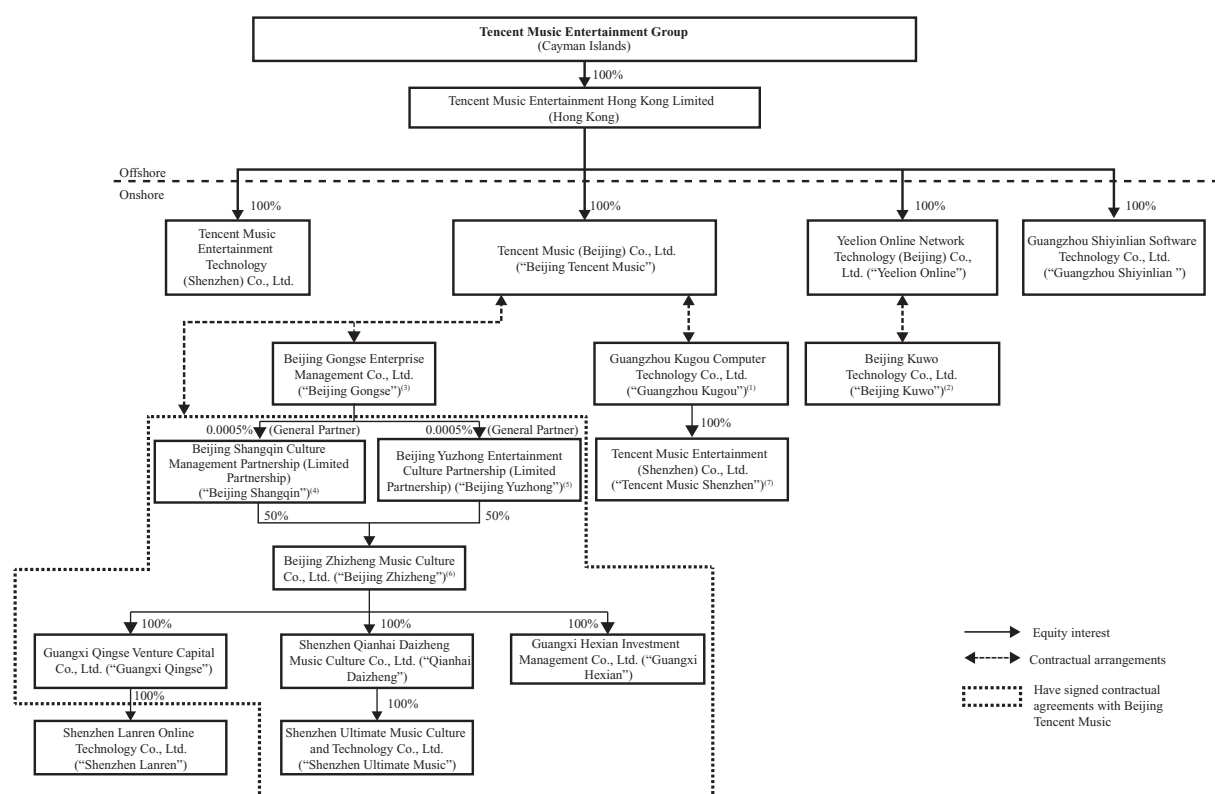 Tencent Music Entertainment Group
(Cayman Islands)
100%
Tencent Music Entertainment Hong Kong Limited
(Hong Kong)
Offshore
Onshore
100%
100%
100%
100%
Tencent Music
Entertainment
Technology
(Shenzhen) Co., Ltd.
Tencent Music (Beijing) Co., Ltd.
(“Beijing Tencent Music”)
Yeelion Online Network
Technology (Beijing) Co.,
Ltd. (“Yeelion Online”)
Guangzhou Shiyinlian Software
Technology Co., Ltd.
(“Guangzhou Shiyinlian ”)
Beijing Gongse Enterprise
Management Co., Ltd.
(“Beijing Gongse”)(3)
Guangzhou Kugou Computer
Technology Co., Ltd.
(“Guangzhou Kugou”)(1)
Beijing Kuwo
Technology Co., Ltd.
(“Beijing Kuwo”)(2)
0.0005% (General Partner)
0.0005% (General Partner)
100%
Beijing Shangqin Culture
Management Partnership (Limited
Partnership)
(“Beijing Shangqin”)(4)
Beijing Yuzhong Entertainment
Culture Partnership (Limited
Partnership) (“Beijing Yuzhong”)(5)
Tencent Music Entertainment
(Shenzhen) Co., Ltd.
(“Tencent Music Shenzhen”)(7)
50%
50%
Beijing Zhizheng Music Culture
Co., Ltd. (“Beijing Zhizheng”)(6)
100%
100%
100%
Guangxi Qingse Venture Capital
Co., Ltd. (“Guangxi Qingse”)
Shenzhen Qianhai Daizheng
Music Culture Co., Ltd. (“Qianhai
Daizheng”)
Guangxi Hexian Investment
Management Co., Ltd. (“Guangxi
Hexian”)
100%
100%
Shenzhen Lanren Online
Technology Co., Ltd.
(“Shenzhen Lanren”)
Shenzhen Ultimate Music Culture
and Technology Co., Ltd.
(“Shenzhen Ultimate Music”)
Equity interest
Contractual arrangements
Have signed contractual
agreements with Beijing
Tencent Music